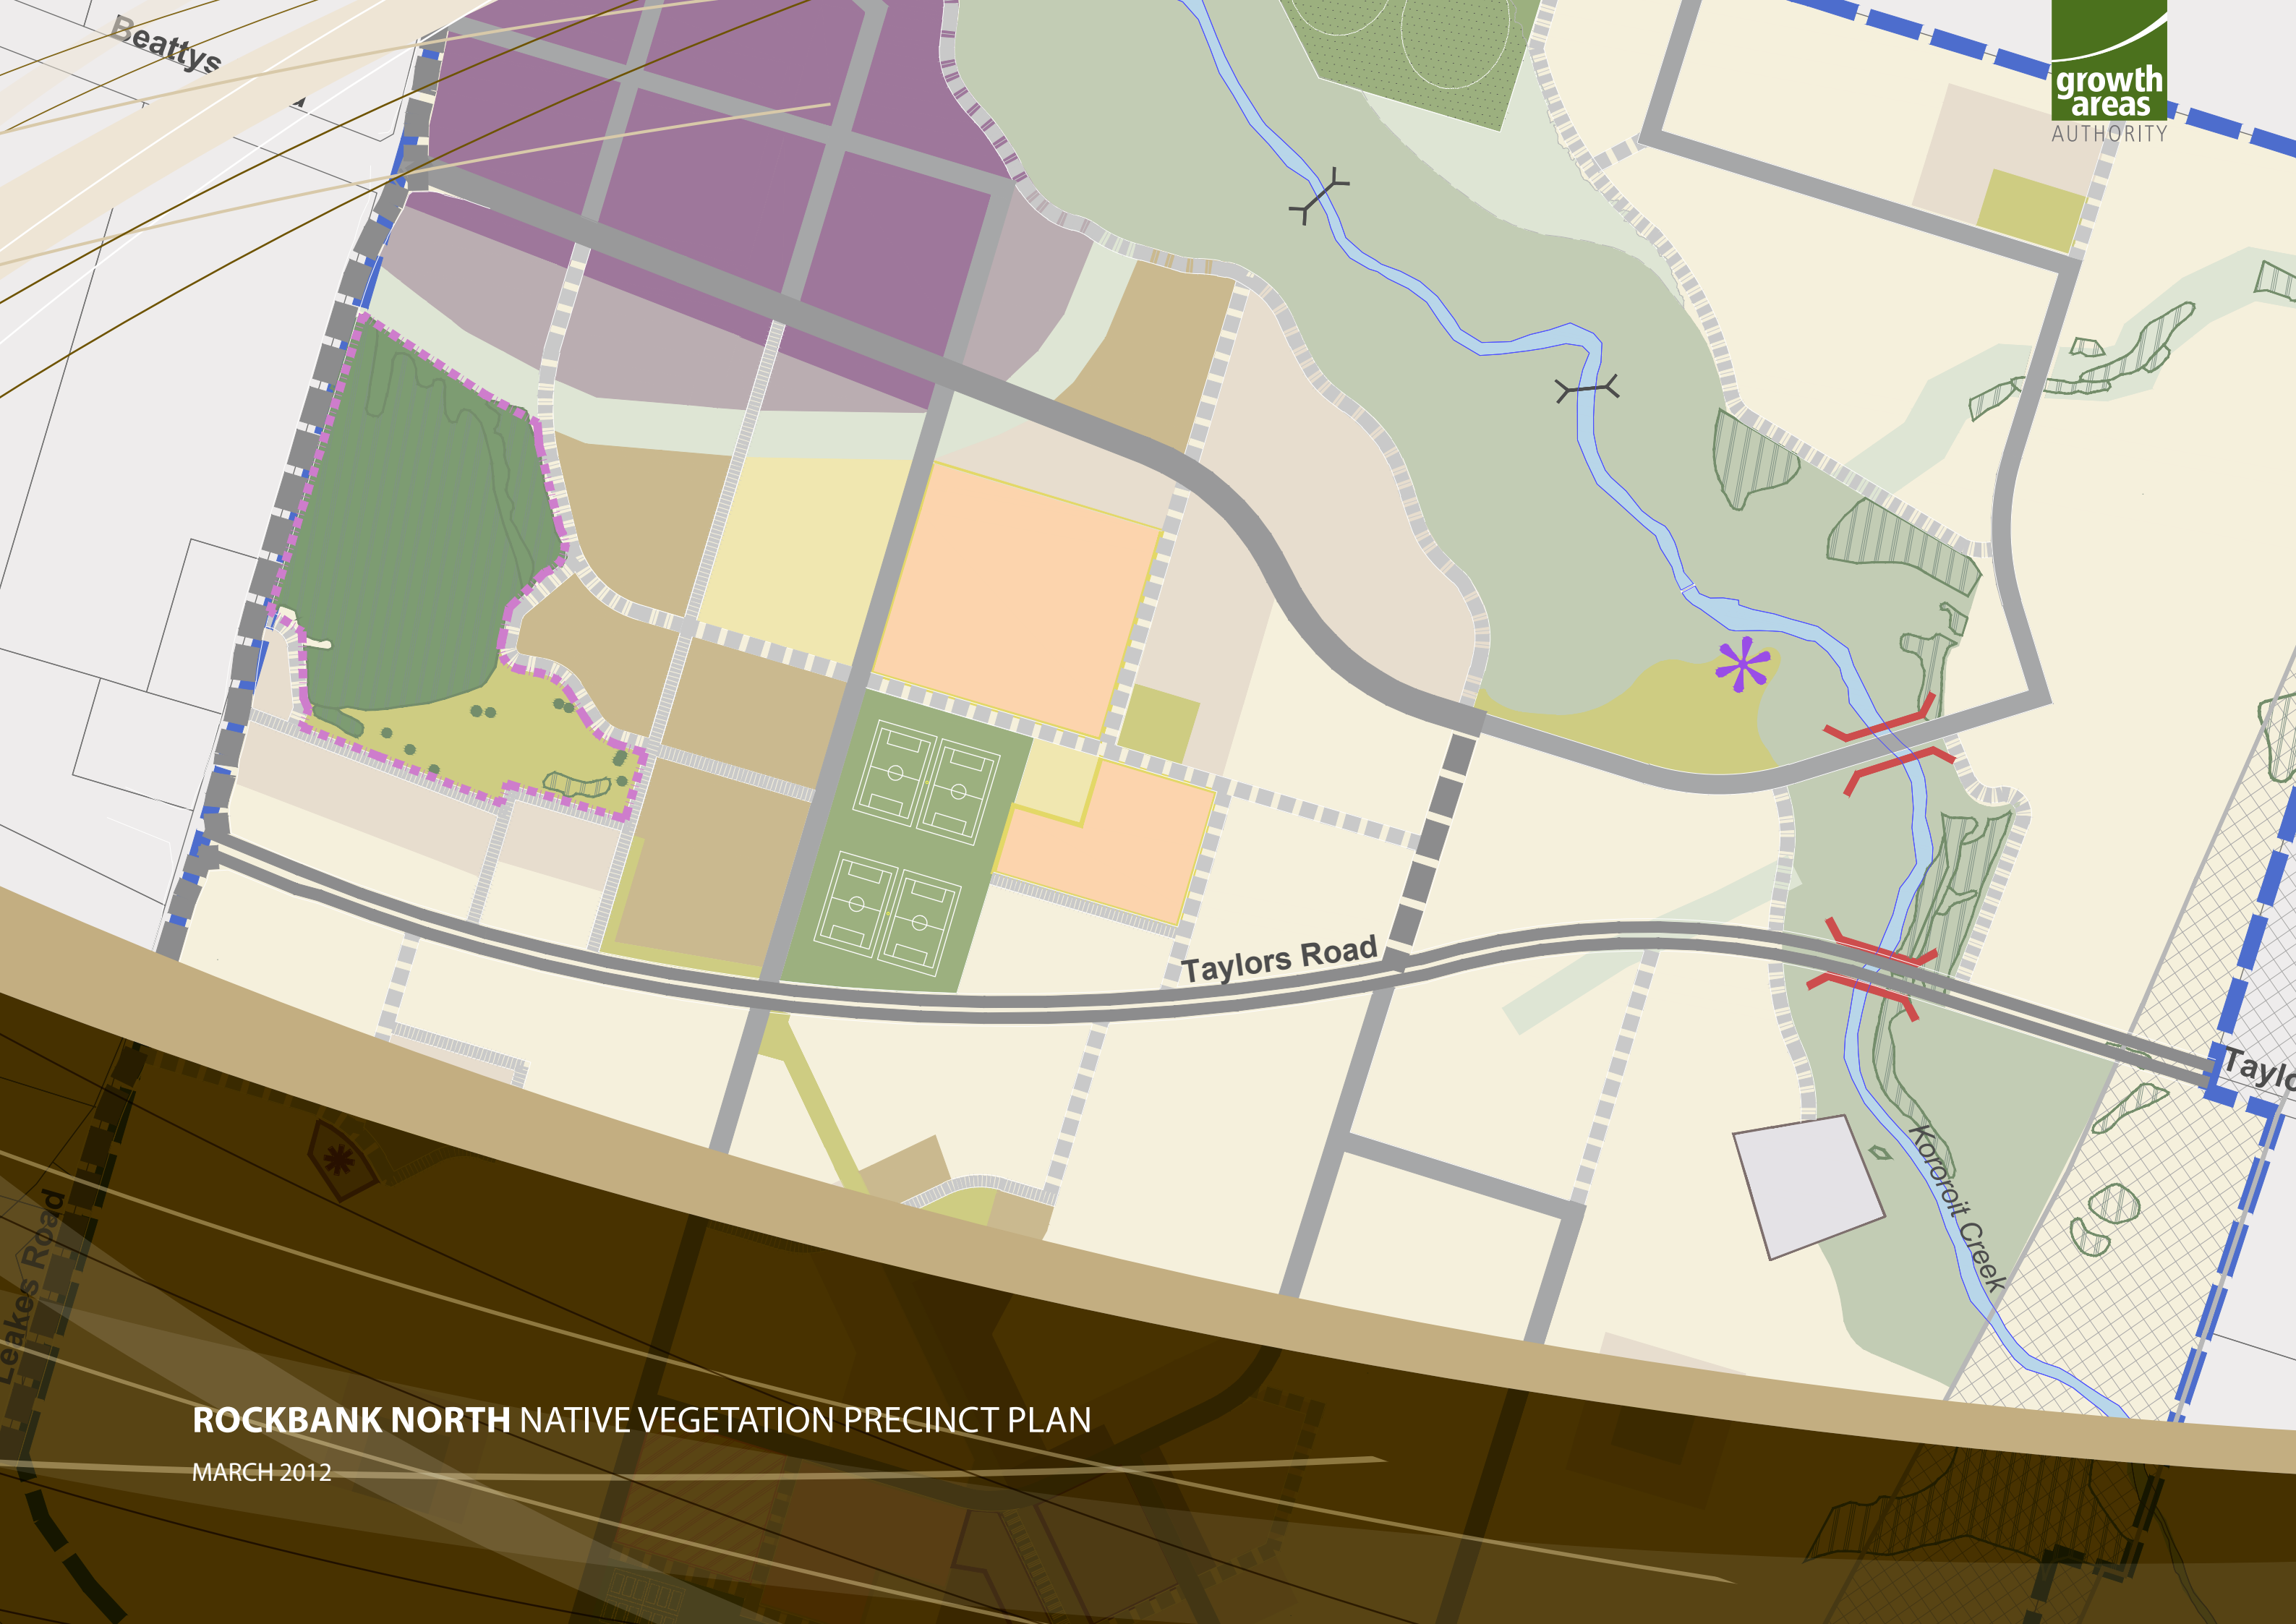 Beattys
growth
areas
AUTHORITY
Taylors Road
Kororoit Creek
Leakes Road
ROCKBANK NORTH NATIVE VEGETATION PRECINCT PLAN
MARCH 2012